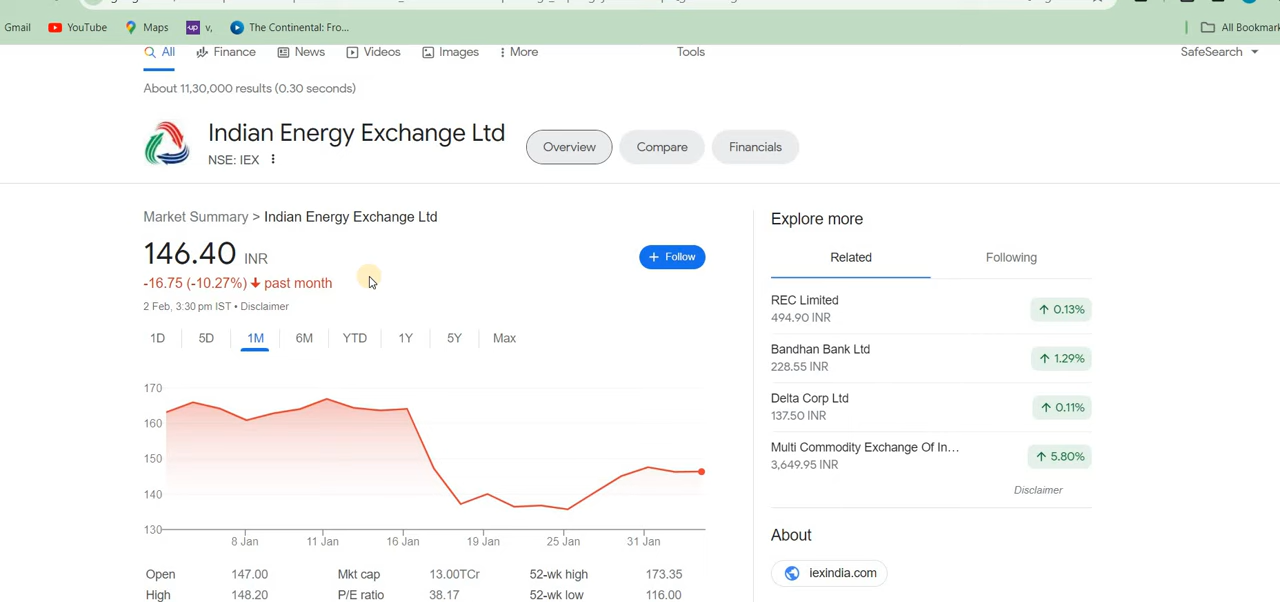 Gmail YouTube Maps up v, The Continental: Fro... All Bookmark
All Finance News Videos Images More Tools SafeSearch
About 11,30,000 results (0.30 seconds)
Indian Energy Exchange Ltd
NSE: IEX
Overview Compare Financials
Market Summary > Indian Energy Exchange Ltd
146.40 INR
+ Follow
-16.75 (-10.27%) past month
2 Feb, 3:30 pm IST • Disclaimer
1D 5D 1M 6M YTD 1Y 5Y Max
170
160
150
140
130
8 Jan 11 Jan 16 Jan 19 Jan 25 Jan 31 Jan
Open 147.00 Mkt cap 13.00TCr 52-wk high 173.35
High 148.20 P/E ratio 38.17 52-wk low 116.00
Explore more
Related Following
REC Limited
494.90 INR
0.13%
Bandhan Bank Ltd
228.55 INR
1.29%
Delta Corp Ltd
137.50 INR
0.11%
Multi Commodity Exchange Of In...
3,649.95 INR
5.80%
Disclaimer
About
iexindia.com